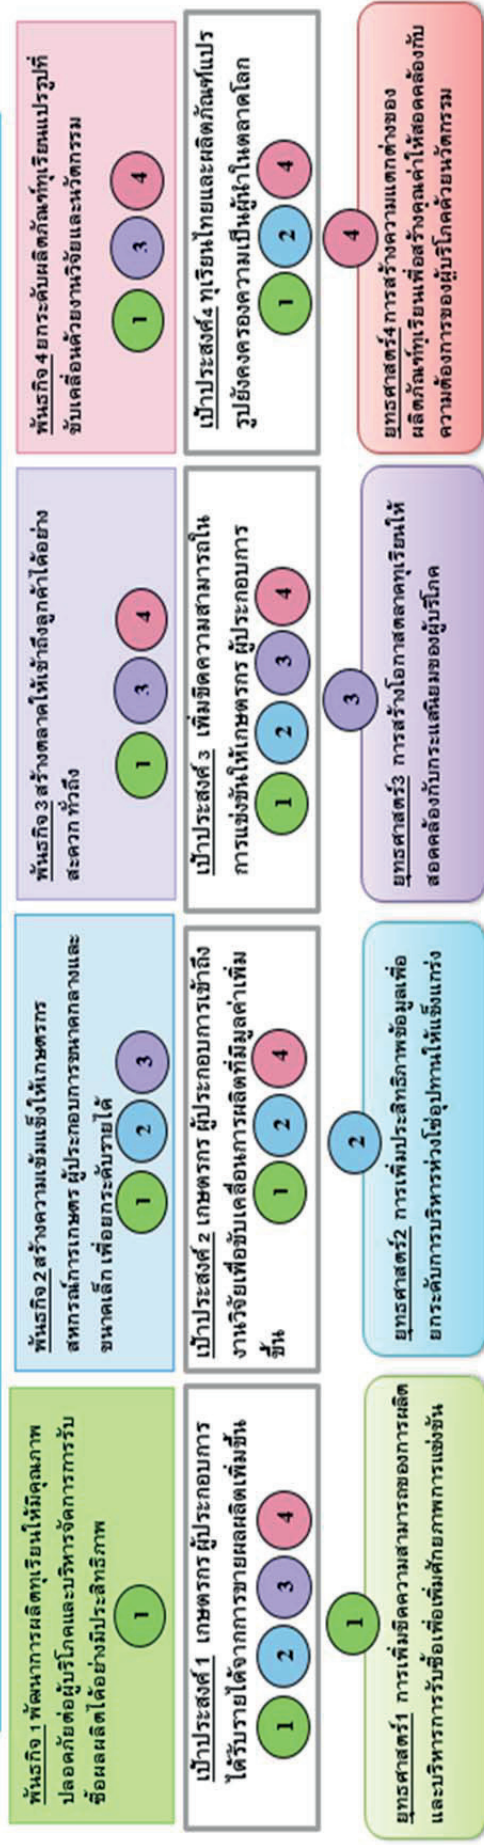 พันธกิจ 1 พัฒนาการผลิตทุเรียนให้มีคุณภาพ
ปลอดภัยต่อผู้บริโภคและบริหารจัดการการรับ
ซื้อผลผลิตได้อย่างมีประสิทธิภาพ
1
พันธกิจ 2 สร้างความเข้มแข็งให้เกษตรกร
สหกรณ์การเกษตร ผู้ประกอบการขนาดกลางและ
ขนาดเล็ก เพื่อยกระดับรายได้
1 2 3
พันธกิจ 3 สร้างตลาดให้เข้าถึงลูกค้าได้อย่าง
สะดวก ทั่วถึง
1 3 4
พันธกิจ 4 ยกระดับผลิตภัณฑ์ทุเรียนแปรรูปที่
ขับเคลื่อนด้วยงานวิจัยและนวัตกรรม
1 3 4
เป้าประสงค์ 1 เกษตรกร ผู้ประกอบการ
ได้รับรายได้จากการขายผลผลิตเพิ่มขึ้น
1 2 3 4
เป้าประสงค์ 2 เกษตรกร ผู้ประกอบการเข้าถึง
งานวิจัยเพื่อขับเคลื่อนการผลิตที่มีมูลค่าเพิ่ม
ขึ้น
1 2 4
เป้าประสงค์ 3 เพิ่มขีดความสามารถใน
การแข่งขันให้เกษตรกร ผู้ประกอบการ
1 2 3 4
เป้าประสงค์4 ทุเรียนไทยและผลิตภัณฑ์แปร
รูปยังคงครองความเป็นผู้นำในตลาดโลก
1 2 4
1
ยุทธศาสตร์1 การเพิ่มขีดความสามารถของการผลิต
และบริหารการรับซื้อเพื่อเพิ่มศักยภาพการแข่งขัน
2
ยุทธศาสตร์2 การเพิ่มประสิทธิภาพข้อมูลเพื่อ
ยกระดับการบริหารห่วงโซ่อุปทานให้แข็งแกร่ง
3
ยุทธศาสตร์3 การสร้างโอกาสตลาดทุเรียนให้
สอดคล้องกับกระแสนิยมของผู้บริโภค
4
ยุทธศาสตร์4 การสร้างความแตกต่างของ
ผลิตภัณฑ์ทุเรียนเพื่อสร้างคุณค่าให้สอดคล้องกับ
ความต้องการของผู้บริโภคด้วยนวัตกรรม